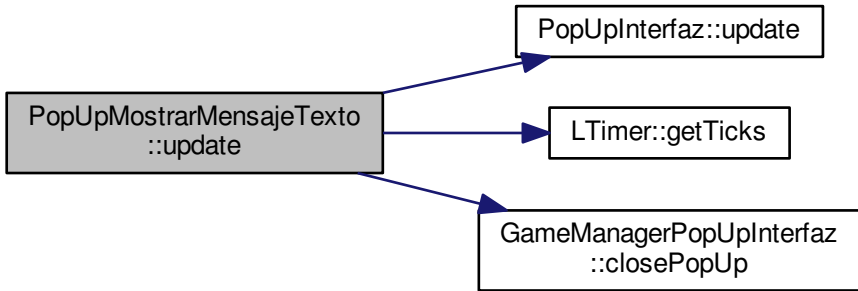 PopUpInterfaz::update
PopUpMostrarMensajeTexto
::update
LTimer::getTicks
GameManagerPopUpInterfaz
::closePopUp